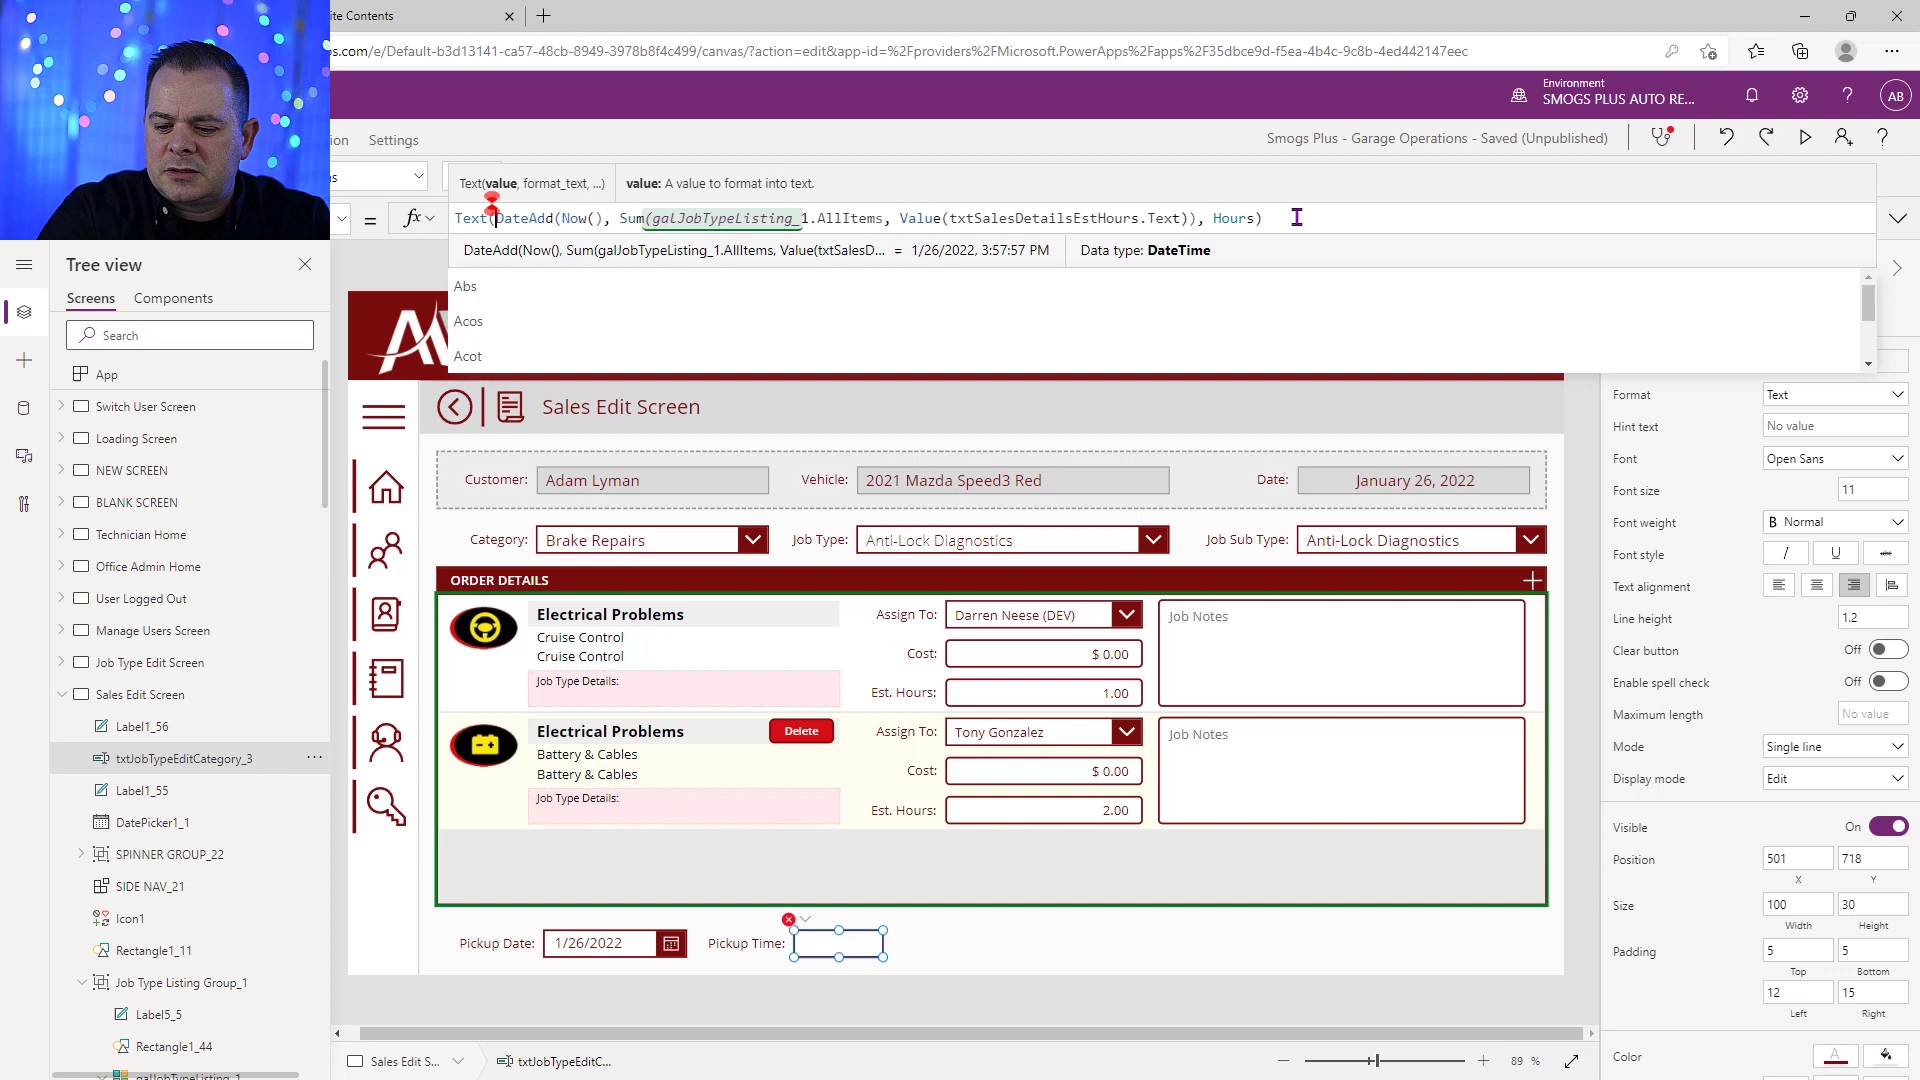 ite Contents
os.com/e/Default-b3d13141-ca57-48cb-8949-3978b8f4c499/canvas/?action=edit&app-id=%2Fproviders%2FMicrosoft.PowerApps%2Fapps%2F35dbce9d-f5ea-4b4c-9c8b-4ed442147eec
Environment
SMOGS PLUS AUTO RE...
AB
ion
Settings
Smogs Plus - Garage Operations - Saved (Unpublished)
Text(value, format_text, ...)
value: A value to format into text.
= fx
Text(DateAdd(Now(), Sum(galJobTypeListing_1.AllItems, Value(txtSalesDetailsEstHours.Text)), Hours)
DateAdd(Now(), Sum(galJobTypeListing_1.AllItems, Value(txtSalesD... = 1/26/2022, 3:57:57 PM
Data type: DateTime
Abs
Acos
Acot
Tree view
Screens
Components
Search
App
Switch User Screen
Loading Screen
NEW SCREEN
BLANK SCREEN
Technician Home
Office Admin Home
User Logged Out
Manage Users Screen
Job Type Edit Screen
Sales Edit Screen
Label1_56
txtJobTypeEditCategory_3 ...
Label1_55
DatePicker1_1
SPINNER GROUP_22
SIDE NAV_21
Icon1
Rectangle1_11
Job Type Listing Group_1
Label5_5
Rectangle1_44
galJobTypeListing_1
Sales Edit Screen
Customer: Adam Lyman
Vehicle: 2021 Mazda Speed3 Red
Date: January 26, 2022
Category: Brake Repairs
Job Type: Anti-Lock Diagnostics
Job Sub Type: Anti-Lock Diagnostics
ORDER DETAILS
Electrical Problems
Cruise Control
Cruise Control
Job Type Details:
Assign To: Darren Neese (DEV)
Cost: $ 0.00
Est. Hours: 1.00
Job Notes
Electrical Problems
Delete
Battery & Cables
Battery & Cables
Job Type Details:
Assign To: Tony Gonzalez
Cost: $ 0.00
Est. Hours: 2.00
Job Notes
Pickup Date: 1/26/2022
Pickup Time:
Format Text
Hint text No value
Font Open Sans
Font size 11
Font weight B Normal
Font style / U abc
Text alignment
Line height 1.2
Clear button Off
Enable spell check Off
Maximum length No value
Mode Single line
Display mode Edit
Visible On
Position 501 718
X Y
Size 100 30
Width Height
Padding 5 5
Top Bottom
12 15
Left Right
Color A
Sales Edit S...
txtJobTypeEditC...
89 %